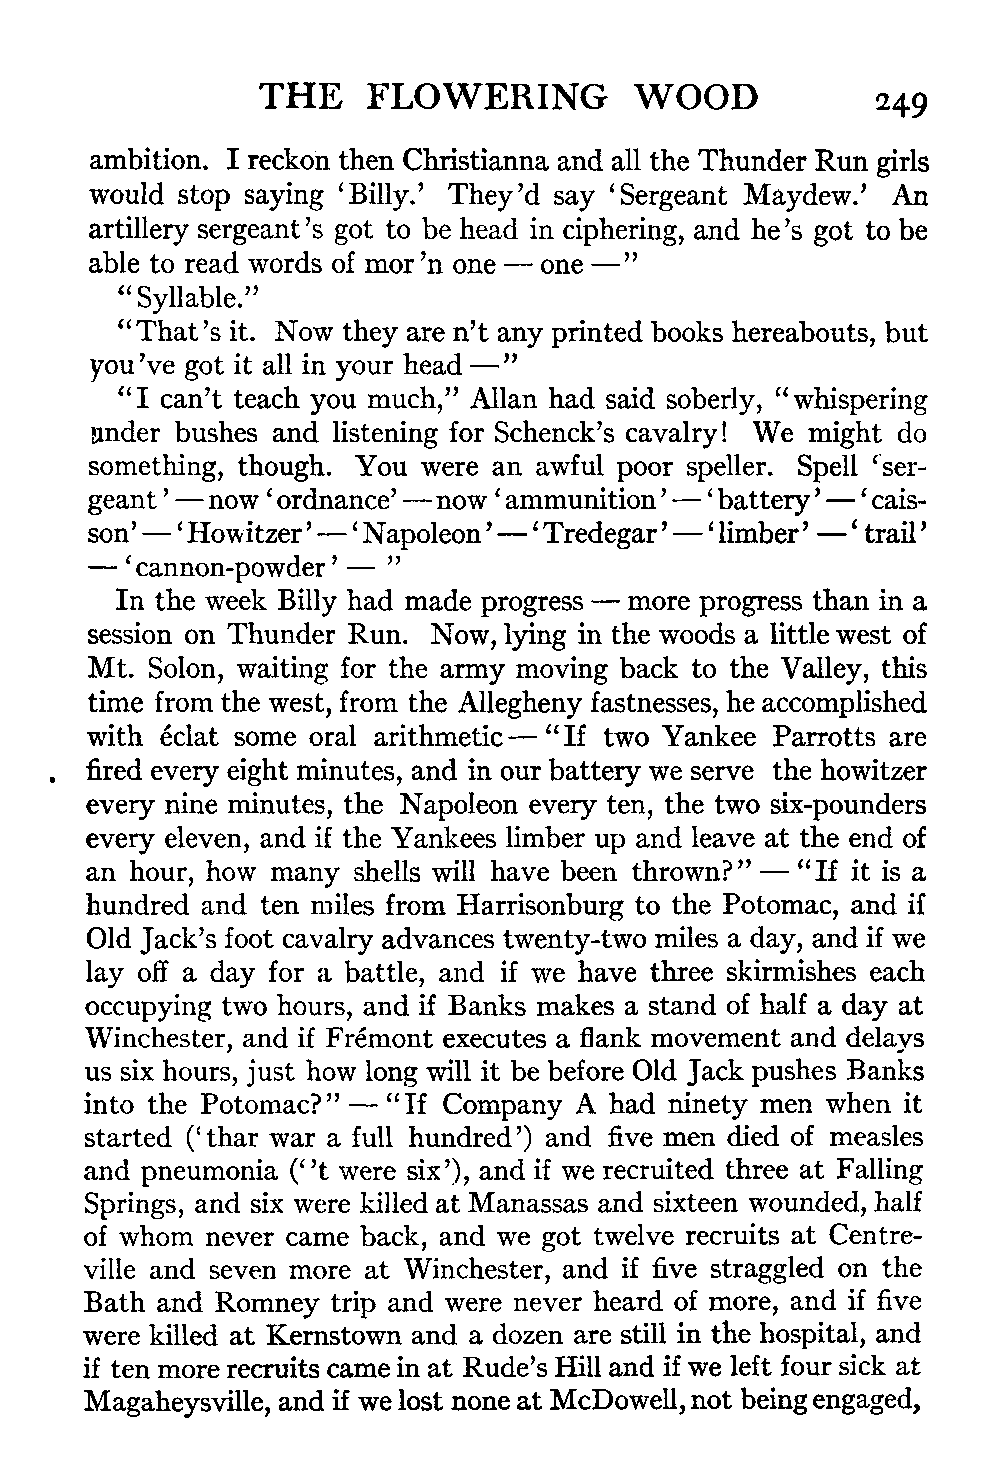 THE FLOWERING WOOD 249
ambition. I reckon then Christianna and all the Thunder Run girls
would stop saying ‘Billy.’ They’d say ‘Sergeant Maydew.’ An
artillery sergeant’s got to be head in ciphering, and he’s got to be
able to read words of mor’n one — one —”
“Syllable.”
“That’s it. Now they are n’t any printed books hereabouts, but
you’ve got it all in your head —”
“I can’t teach you much,” Allan had said soberly, “whispering
under bushes and listening for Schenck’s cavalry! We might do
something, though. You were an awful poor speller. Spell ‘ser-
geant’ — now ‘ordnance’ — now ‘ammunition’ — ‘battery’ — ‘cais-
son’ — ‘Howitzer’ — ‘Napoleon’ — ‘Tredegar’ — ‘limber’ — ‘trail’
— ‘cannon-powder’ — ”
In the week Billy had made progress — more progress than in a
session on Thunder Run. Now, lying in the woods a little west of
Mt. Solon, waiting for the army moving back to the Valley, this
time from the west, from the Allegheny fastnesses, he accomplished
with éclat some oral arithmetic — “If two Yankee Parrotts are
fired every eight minutes, and in our battery we serve the howitzer
every nine minutes, the Napoleon every ten, the two six-pounders
every eleven, and if the Yankees limber up and leave at the end of
an hour, how many shells will have been thrown?” — “If it is a
hundred and ten miles from Harrisonburg to the Potomac, and if
Old Jack’s foot cavalry advances twenty-two miles a day, and if we
lay off a day for a battle, and if we have three skirmishes each
occupying two hours, and if Banks makes a stand of half a day at
Winchester, and if Frémont executes a flank movement and delays
us six hours, just how long will it be before Old Jack pushes Banks
into the Potomac?” — “If Company A had ninety men when it
started (‘thar war a full hundred’) and five men died of measles
and pneumonia (‘’t were six’), and if we recruited three at Falling
Springs, and six were killed at Manassas and sixteen wounded, half
of whom never came back, and we got twelve recruits at Centre-
ville and seven more at Winchester, and if five straggled on the
Bath and Romney trip and were never heard of more, and if five
were killed at Kernstown and a dozen are still in the hospital, and
if ten more recruits came in at Rude’s Hill and if we left four sick at
Magaheysville, and if we lost none at McDowell, not being engaged,